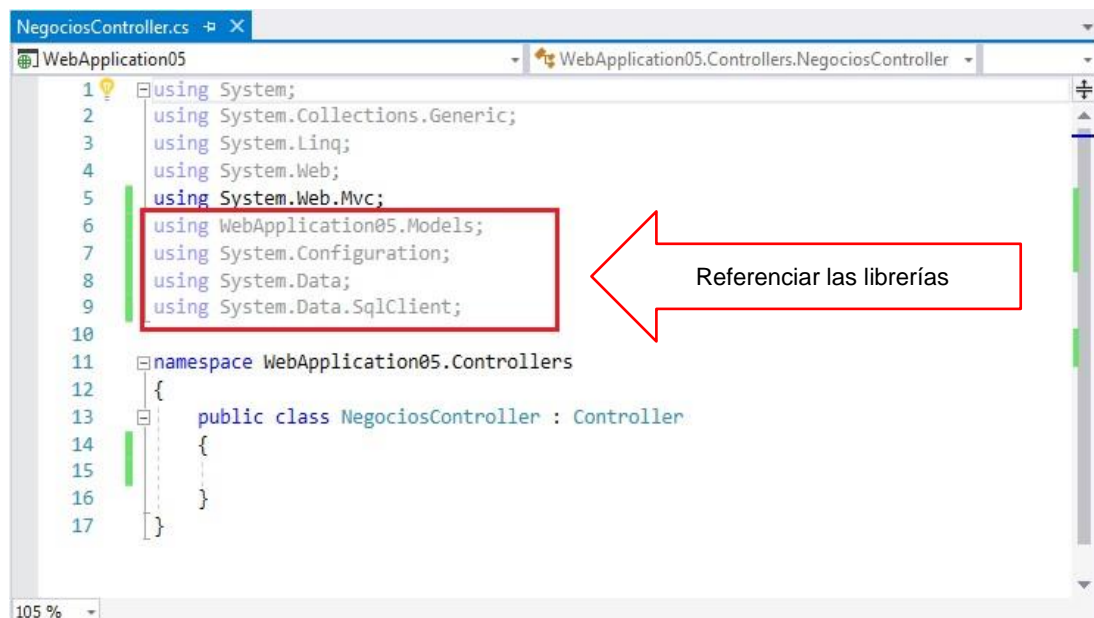 NegociosController.cs
WebApplication05 WebApplication05.Controllers.NegociosController
1 using System;
2 using System.Collections.Generic;
3 using System.Linq;
4 using System.Web;
5 using System.Web.Mvc;
6 using WebApplication05.Models;
7 using System.Configuration;
8 using System.Data;
9 using System.Data.SqlClient;
Referenciar las librerías
10
11 namespace WebApplication05.Controllers
12 {
13 public class NegociosController : Controller
14 {
15
16 }
17 }
105 %